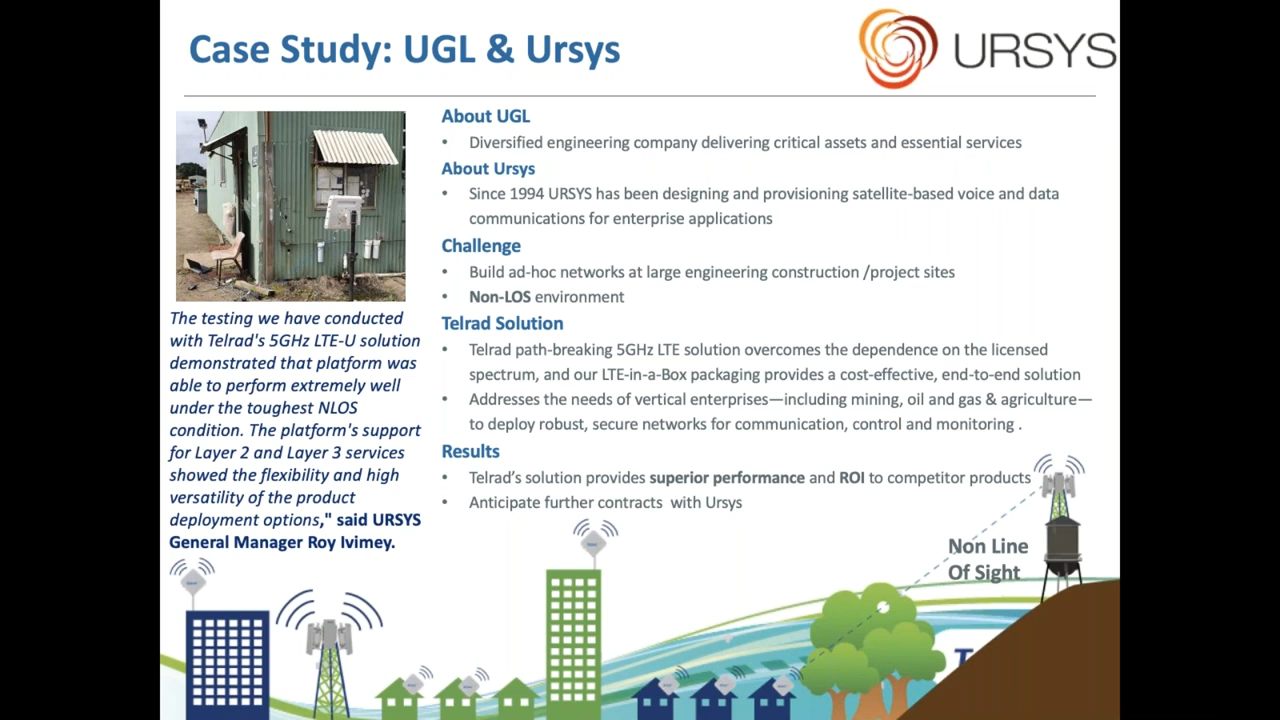 Case Study: UGL & Ursys
URSYS
About UGL
• Diversified engineering company delivering critical assets and essential services
About Ursys
• Since 1994 URSYS has been designing and provisioning satellite-based voice and data
communications for enterprise applications
Challenge
• Build ad-hoc networks at large engineering construction /project sites
• Non-LOS environment
Telrad Solution
• Telrad path-breaking 5GHz LTE solution overcomes the dependence on the licensed
spectrum, and our LTE-in-a-Box packaging provides a cost-effective, end-to-end solution
• Addresses the needs of vertical enterprises—including mining, oil and gas & agriculture—
to deploy robust, secure networks for communication, control and monitoring .
Results
• Telrad's solution provides superior performance and ROI to competitor products
• Anticipate further contracts with Ursys
The testing we have conducted
with Telrad's 5GHz LTE-U solution
demonstrated that platform was
able to perform extremely well
under the toughest NLOS
condition. The platform's support
for Layer 2 and Layer 3 services
showed the flexibility and high
versatility of the product
deployment options," said URSYS
General Manager Roy Ivimey.
Non Line
Of Sight